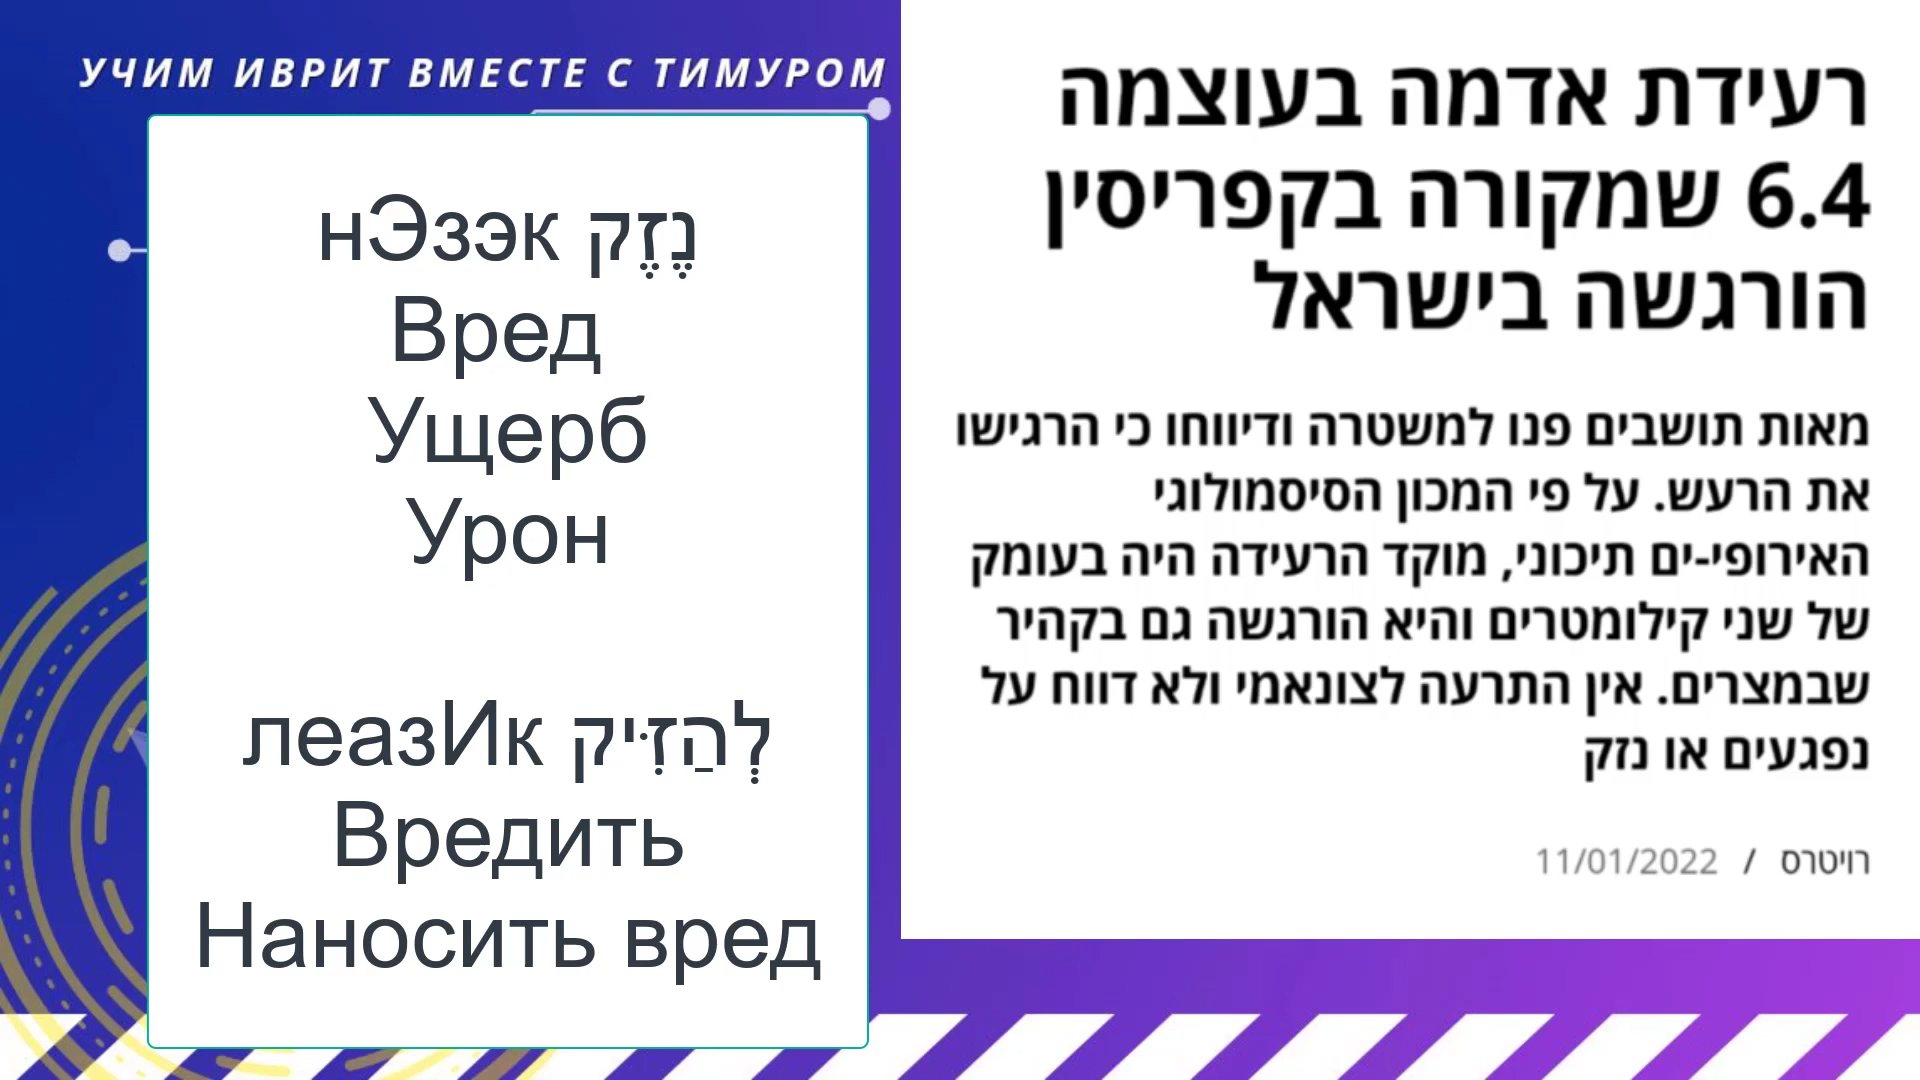 УЧИМ ИВРИТ ВМЕСТЕ С ТИМУРОМ
нЭзэк נֶזֶק
Вред
Ущерб
Урон
леазИк לְהַזִּיק
Вредить
Наносить вред
רעידת אדמה בעוצמה
6.4 שמקורה בקפריסין
הורגשה בישראל
מאות תושבים פנו למשטרה ודיווחו כי הרגישו
את הרעש. על פי המכון הסיסמולוגי
האירופי-ים תיכוני, מוקד הרעידה היה בעומק
של שני קילומטרים והיא הורגשה גם בקהיר
שבמצרים. אין התרעה לצונאמי ולא דווח על
נפגעים או נזק
רויטרס / 11/01/2022